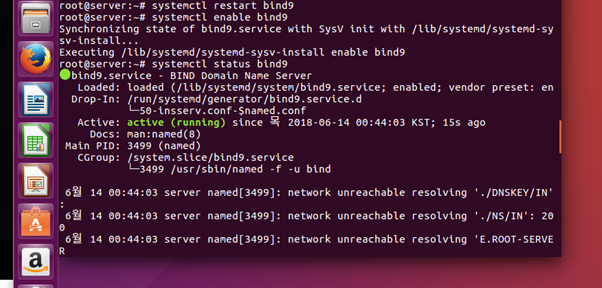 root@server:~# systemctl restart bind9
root@server:~# systemctl enable bind9
Synchronizing state of bind9.service with SysV init with /lib/systemd/systemd-sy
sv-install...
Executing /lib/systemd/systemd-sysv-install enable bind9
root@server:~# systemctl status bind9
●bind9.service - BIND Domain Name Server
   Loaded: loaded (/lib/systemd/system/bind9.service; enabled; vendor preset: en
  Drop-In: /run/systemd/generator/bind9.service.d
           └─50-insserv.conf-$named.conf
   Active: active (running) since 목 2018-06-14 00:44:03 KST; 15s ago
     Docs: man:named(8)
 Main PID: 3499 (named)
   CGroup: /system.slice/bind9.service
           └─3499 /usr/sbin/named -f -u bind
 6월 14 00:44:03 server named[3499]: network unreachable resolving './DNSKEY/IN'
:
 6월 14 00:44:03 server named[3499]: network unreachable resolving './NS/IN': 20
0
 6월 14 00:44:03 server named[3499]: network unreachable resolving 'E.ROOT-SERVE
R